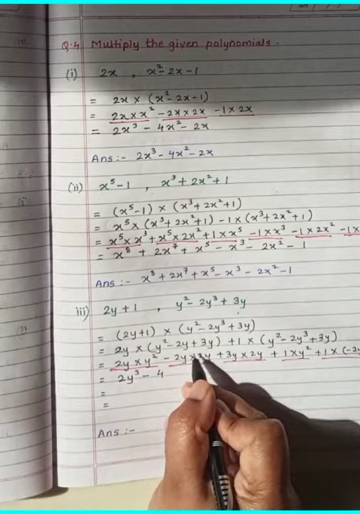 Q.4 Multiply the given polynomials.
(i) 2x , x²-2x-1
= 2x × (x²-2x-1)
= 2x × x² - 2x × 2x - 1 × 2x
= 2x³ - 4x² - 2x
Ans:- 2x³ - 4x² - 2x
(ii) x⁵-1 , x³+2x²+1
= (x⁵-1) × (x³+2x²+1)
= x⁵ × (x³+2x²+1) -1 × (x³+2x²+1)
= x⁵ × x³ + x⁵ × 2x² + 1 × x⁵ - 1 × x³ - 1 × 2x² - 1 ×
= x⁸ + 2x⁷ + x⁵ - x³ - 2x² - 1
Ans:- x⁸ + 2x⁷ + x⁵ - x³ - 2x² - 1
iii) 2y+1 , y² - 2y³ + 3y
= (2y+1) × (y² - 2y³ + 3y)
= 2y × (y² - 2y + 3y) + 1 × (y² - 2y³ + 3y)
= 2y × y² - 2y × y + 3y × 2y + 1 × y² + 1 × (-2y
= 2y³ - 4
=
=
Ans:-